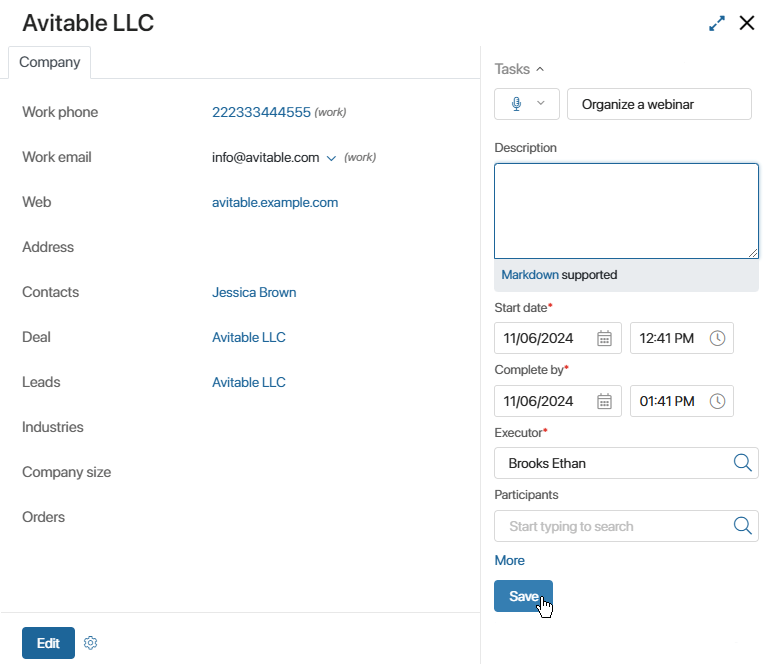 Avitable LLC
Company
Work phone 222333444555 (work)
Work email info@avitable.com (work)
Web avitable.example.com
Address
Contacts Jessica Brown
Deal Avitable LLC
Leads Avitable LLC
Industries
Company size
Orders
Edit
Tasks
Organize a webinar
Description
Markdown supported
Start date*
11/06/2024 12:41 PM
Complete by*
11/06/2024 01:41 PM
Executor*
Brooks Ethan
Participants
Start typing to search
More
Save